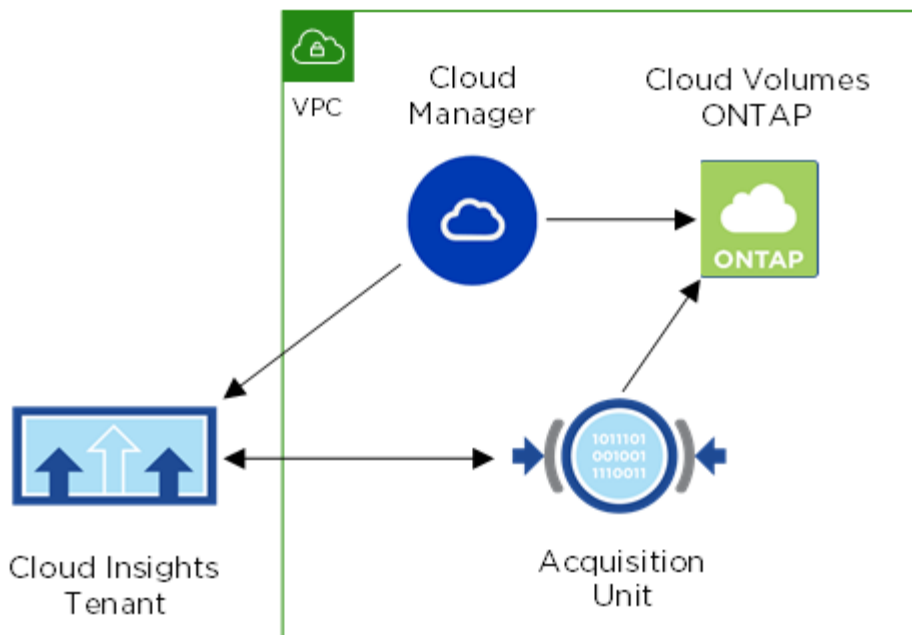 VPC
Cloud
Manager
Cloud Volumes
ONTAP
ONTAP
1011101
001001
1110011
Cloud Insights
Tenant
Acquisition
Unit